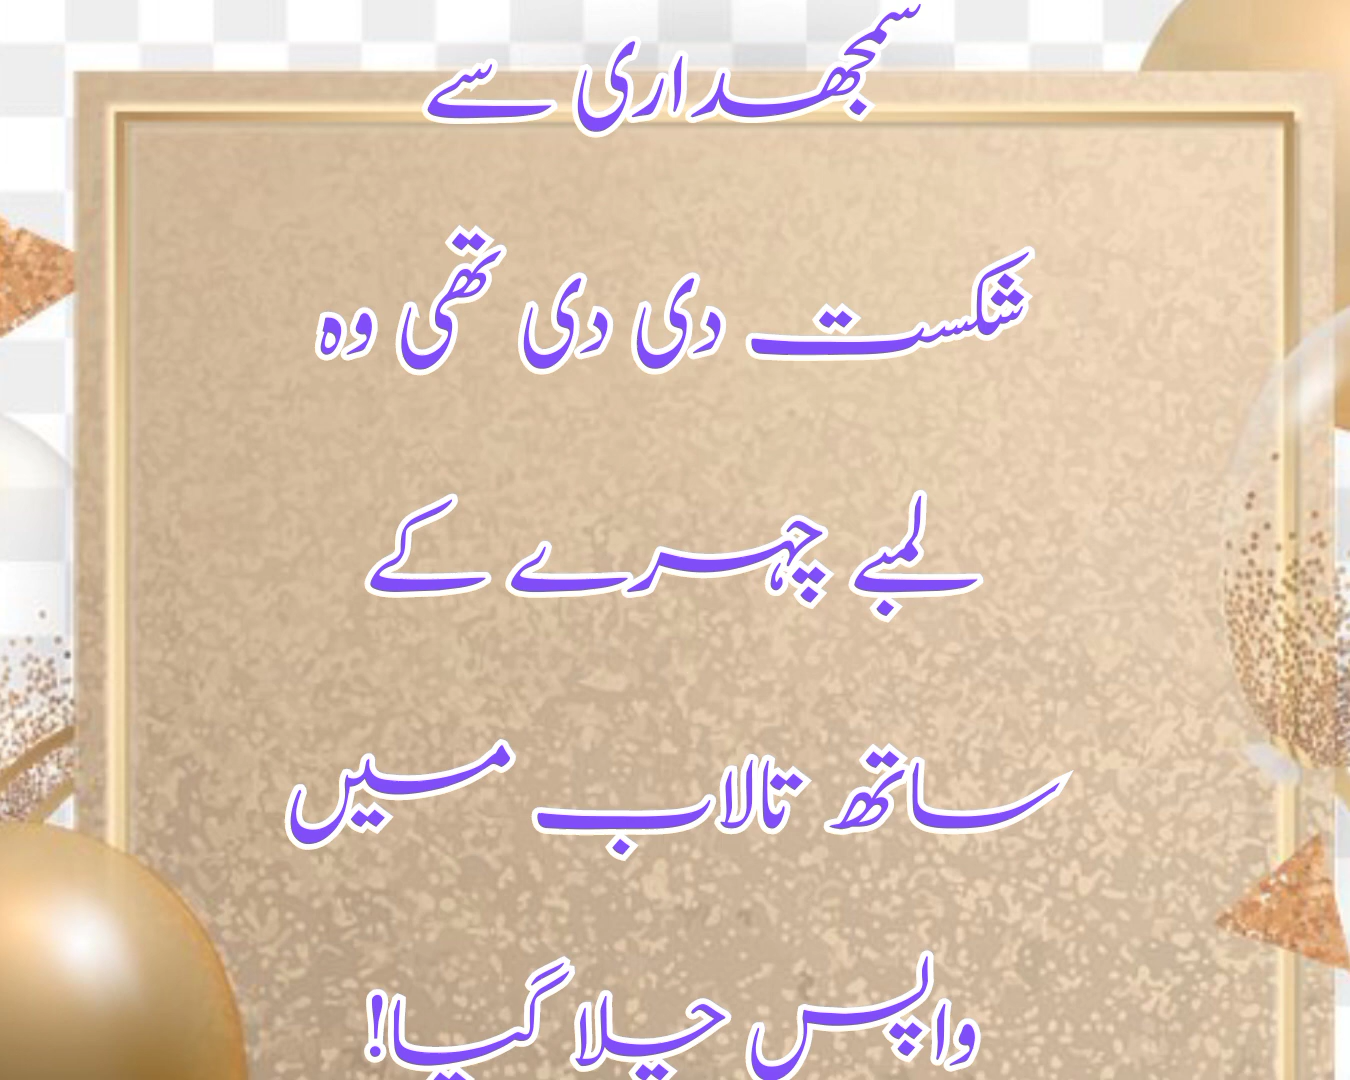 سمجھداری سے
شکست دی دی تھی وہ
لمبے چہرے کے
ساتھ تالاب میں
واپس چلا گیا!